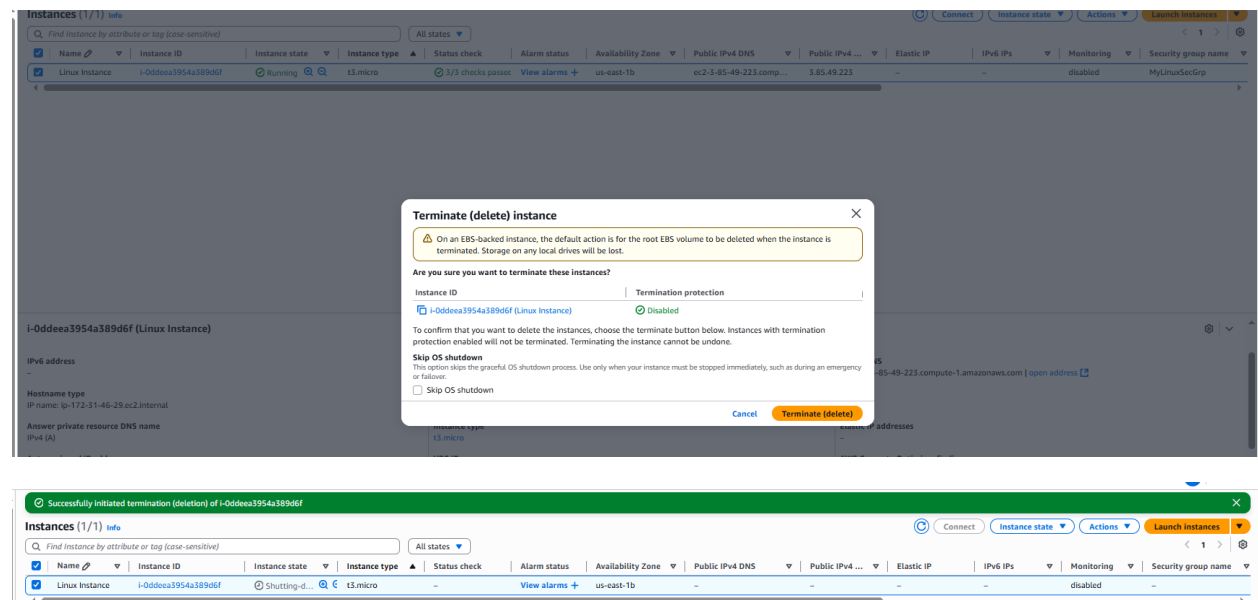 Instances (1/1) Info
Connect Instance state Actions Launch instances
Find Instance by attribute or tag (case-sensitive) All states 1
Name Instance ID Instance state Instance type Status check Alarm status Availability Zone Public IPv4 DNS Public IPv4 ... Elastic IP IPv6 IPs Monitoring Security group name
Linux Instance i-0ddeea3954a389d6f Running t3.micro 3/3 checks passec View alarms + us-east-1b ec2-3-85-49-223.comp... 3.85.49.223 – – disabled MyLinuxSecGrp
Terminate (delete) instance
On an EBS-backed instance, the default action is for the root EBS volume to be deleted when the instance is
terminated. Storage on any local drives will be lost.
Are you sure you want to terminate these instances?
Instance ID Termination protection
i-0ddeea3954a389d6f (Linux Instance) Disabled
To confirm that you want to delete the instances, choose the terminate button below. Instances with termination
protection enabled will not be terminated. Terminating the instance cannot be undone.
Skip OS shutdown
This option skips the graceful OS shutdown process. Use only when your instance must be stopped immediately, such as during an emergency
or failover.
Skip OS shutdown
Cancel Terminate (delete)
i-0ddeea3954a389d6f (Linux Instance)
IPv6 address
–
-85-49-223.compute-1.amazonaws.com | open address
Hostname type
IP name: ip-172-31-46-29.ec2.internal
Answer private resource DNS name Instance type Elastic IP addresses
IPv4 (A) t3.micro –
Successfully initiated termination (deletion) of i-0ddeea3954a389d6f
Instances (1/1) Info
Connect Instance state Actions Launch instances
Find Instance by attribute or tag (case-sensitive) All states 1
Name Instance ID Instance state Instance type Status check Alarm status Availability Zone Public IPv4 DNS Public IPv4 ... Elastic IP IPv6 IPs Monitoring Security group name
Linux Instance i-0ddeea3954a389d6f Shutting-d... t3.micro – View alarms + us-east-1b – – – – disabled –